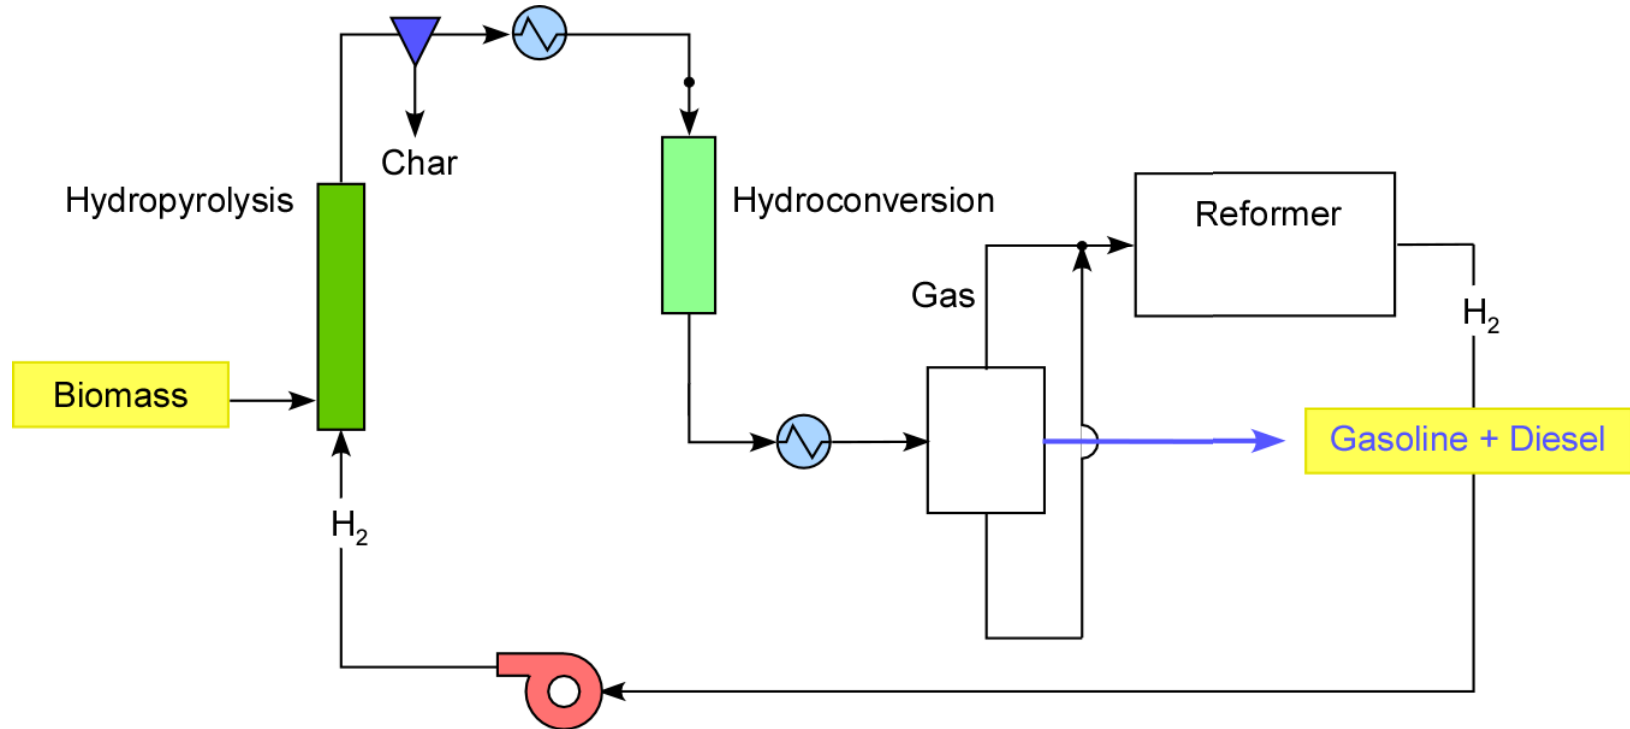 Char
Hydropyrolysis
Hydroconversion
Reformer
Gas
H₂
Biomass
Gasoline + Diesel
H₂